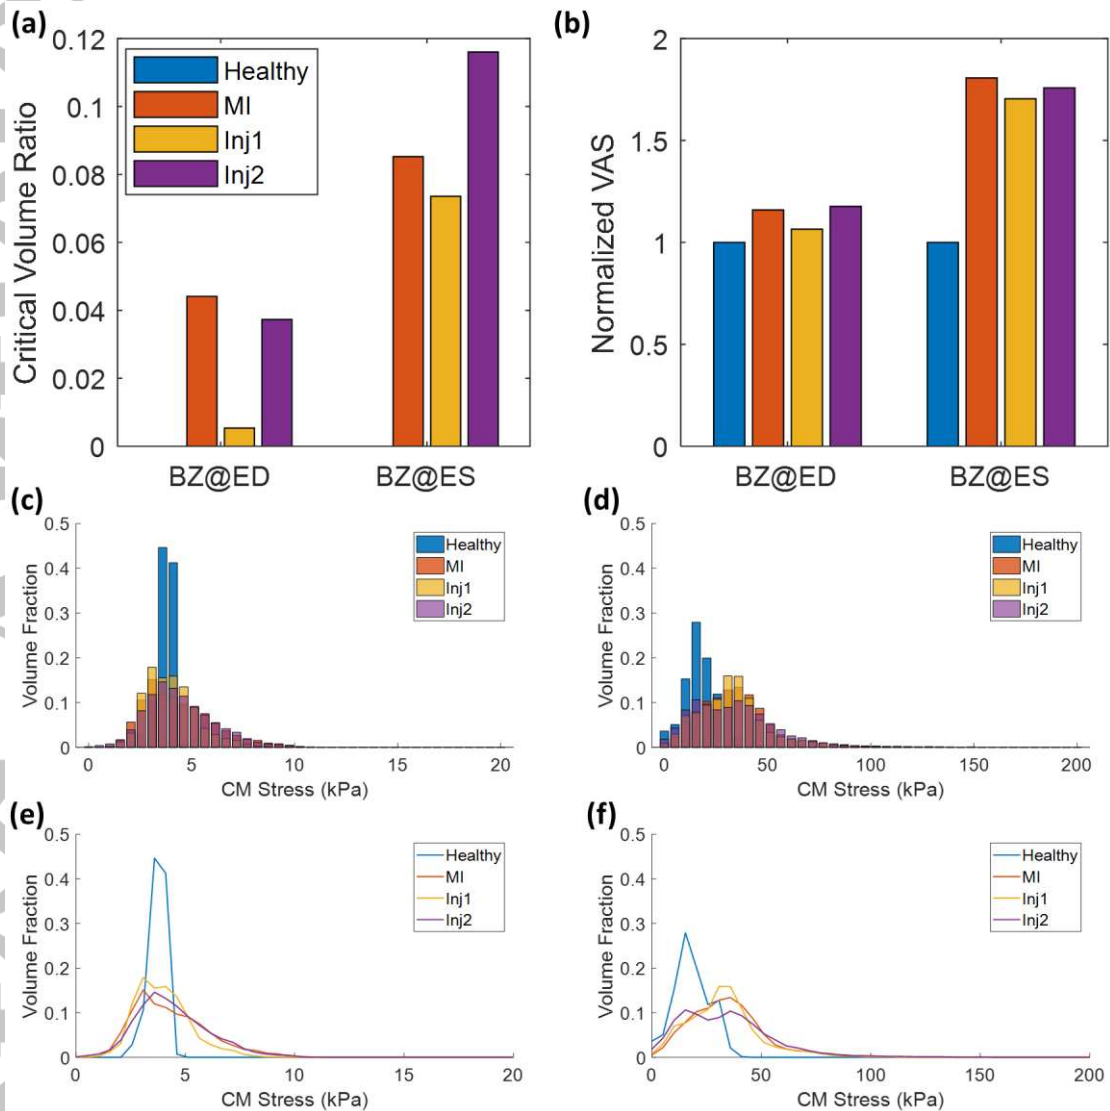 (a)
0.12
0.1
0.08
0.06
0.04
0.02
0
Critical Volume Ratio
Healthy
MI
Inj1
Inj2
BZ@ED BZ@ES
(b)
2
1.5
1
0.5
0
Normalized VAS
BZ@ED BZ@ES
(c)
0.5
0.4
0.3
0.2
0.1
0
Volume Fraction
Healthy
MI
Inj1
Inj2
0 5 10 15 20
CM Stress (kPa)
(d)
0.5
0.4
0.3
0.2
0.1
0
Volume Fraction
Healthy
MI
Inj1
Inj2
0 50 100 150 200
CM Stress (kPa)
(e)
0.5
0.4
0.3
0.2
0.1
0
Volume Fraction
Healthy
MI
Inj1
Inj2
0 5 10 15 20
CM Stress (kPa)
(f)
0.5
0.4
0.3
0.2
0.1
0
Volume Fraction
Healthy
MI
Inj1
Inj2
0 50 100 150 200
CM Stress (kPa)